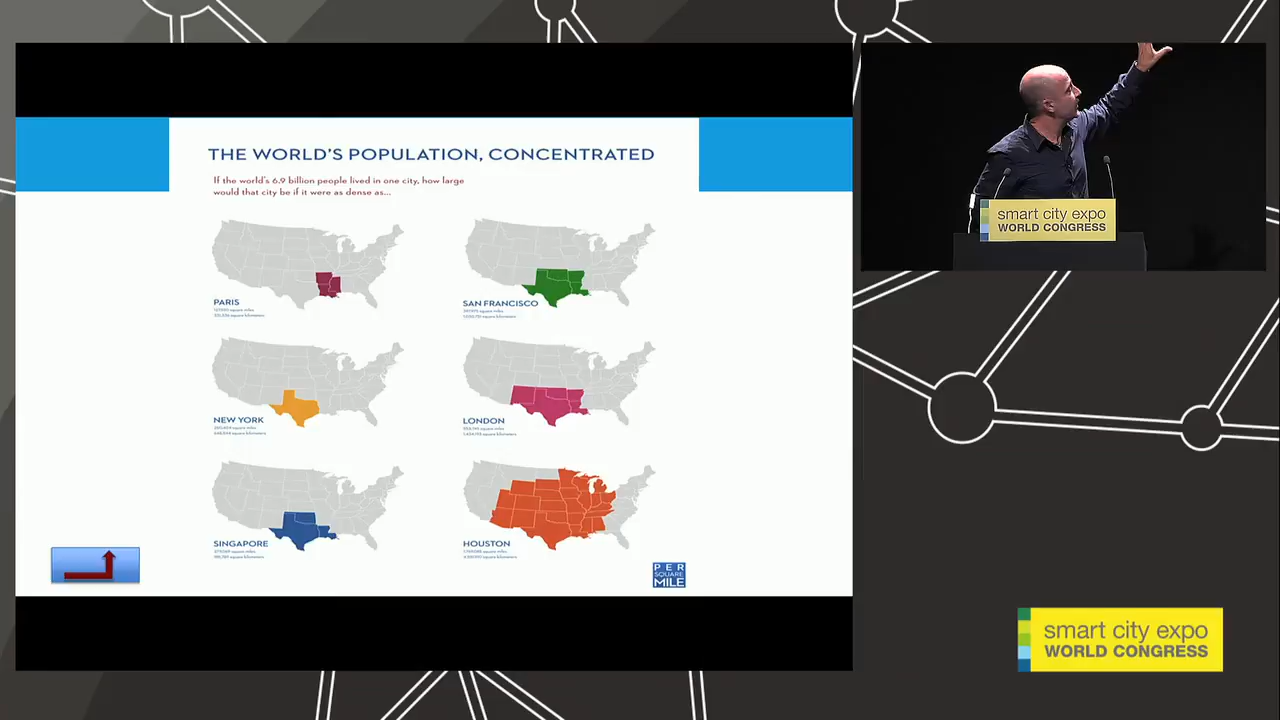 THE WORLD'S POPULATION, CONCENTRATED
If the world's 6.9 billion people lived in one city, how large
would that city be if it were as dense as...
PARIS
SAN FRANCISCO
NEW YORK
LONDON
SINGAPORE
HOUSTON
PER
SQUARE
MILE
smart city expo
WORLD CONGRESS
smart city expo
WORLD CONGRESS